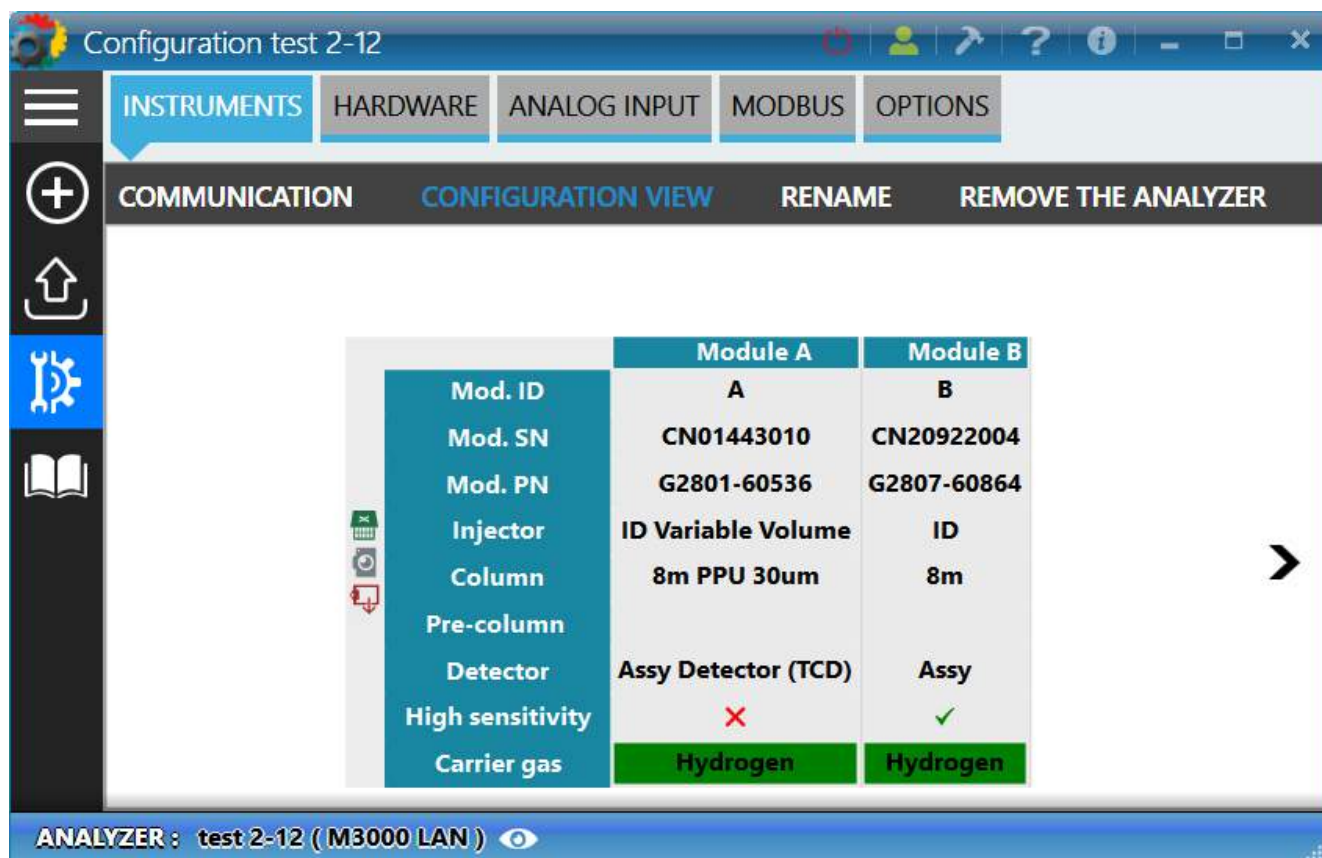 Configuration test 2-12
INSTRUMENTS HARDWARE ANALOG INPUT MODBUS OPTIONS
COMMUNICATION CONFIGURATION VIEW RENAME REMOVE THE ANALYZER
Module A Module B
Mod. ID A B
Mod. SN CN01443010 CN20922004
Mod. PN G2801-60536 G2807-60864
Injector ID Variable Volume ID
Column 8m PPU 30um 8m
Pre-column
Detector Assy Detector (TCD) Assy
High sensitivity
Carrier gas Hydrogen Hydrogen
ANALYZER : test 2-12 ( M3000 LAN )